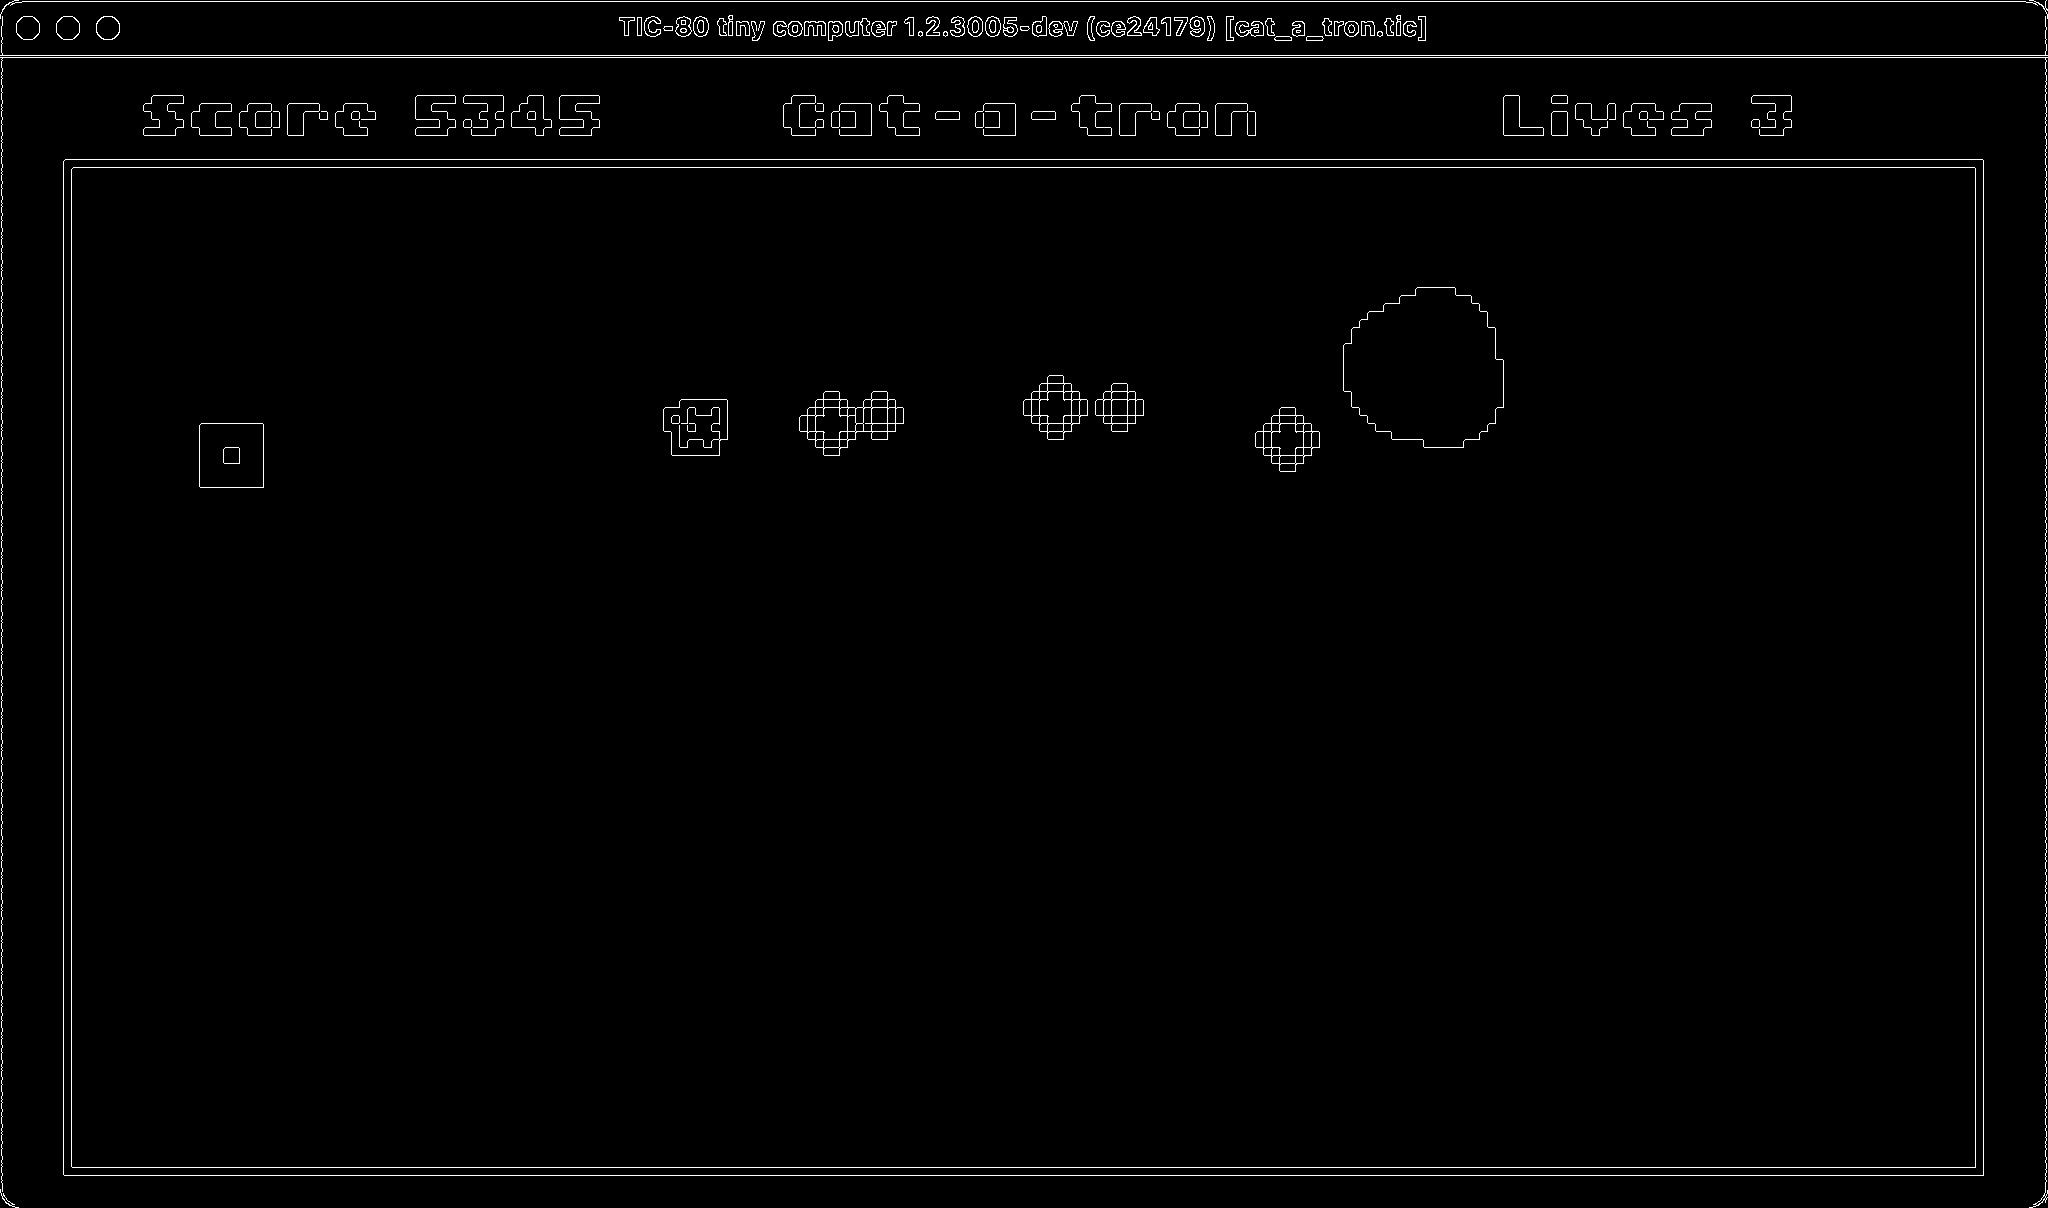 TIC-80 tiny computer 1.2.3005-dev (ce24179) [cat_a_tron.tic]
Score 5345 Cat-a-tron Lives 3